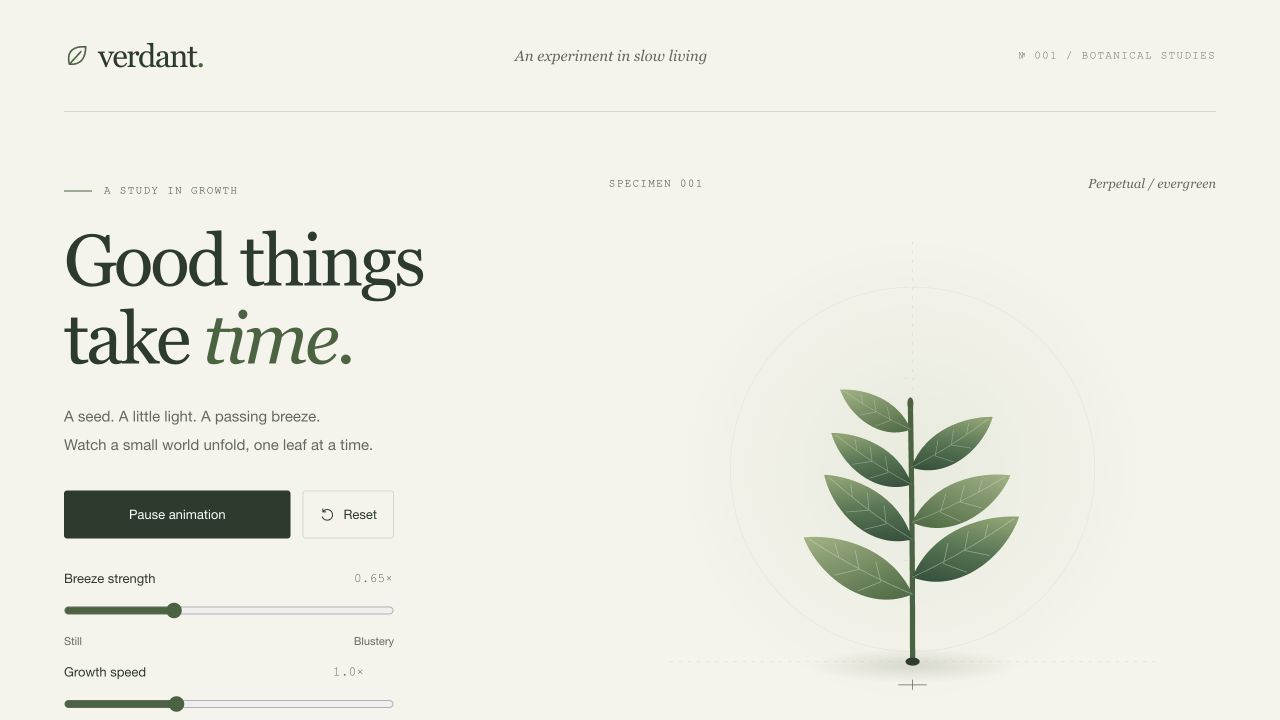 verdant.
An experiment in slow living
№ 001 / BOTANICAL STUDIES
A STUDY IN GROWTH
Good things
take time.
A seed. A little light. A passing breeze.
Watch a small world unfold, one leaf at a time.
Pause animation
Reset
Breeze strength
0.65×
Still
Blustery
Growth speed
1.0×
SPECIMEN 001
Perpetual / evergreen